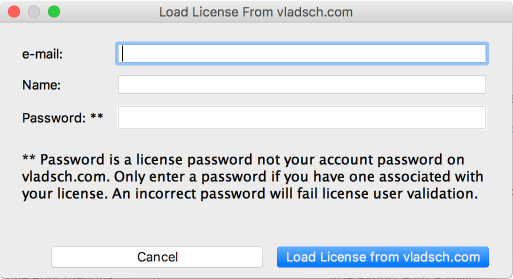 Load License From vladsch.com
e-mail:
Name:
Password: **
** Password is a license password not your account password on
vladsch.com. Only enter a password if you have one associated with
your license. An incorrect password will fail license user validation.
Cancel
Load License from vladsch.com